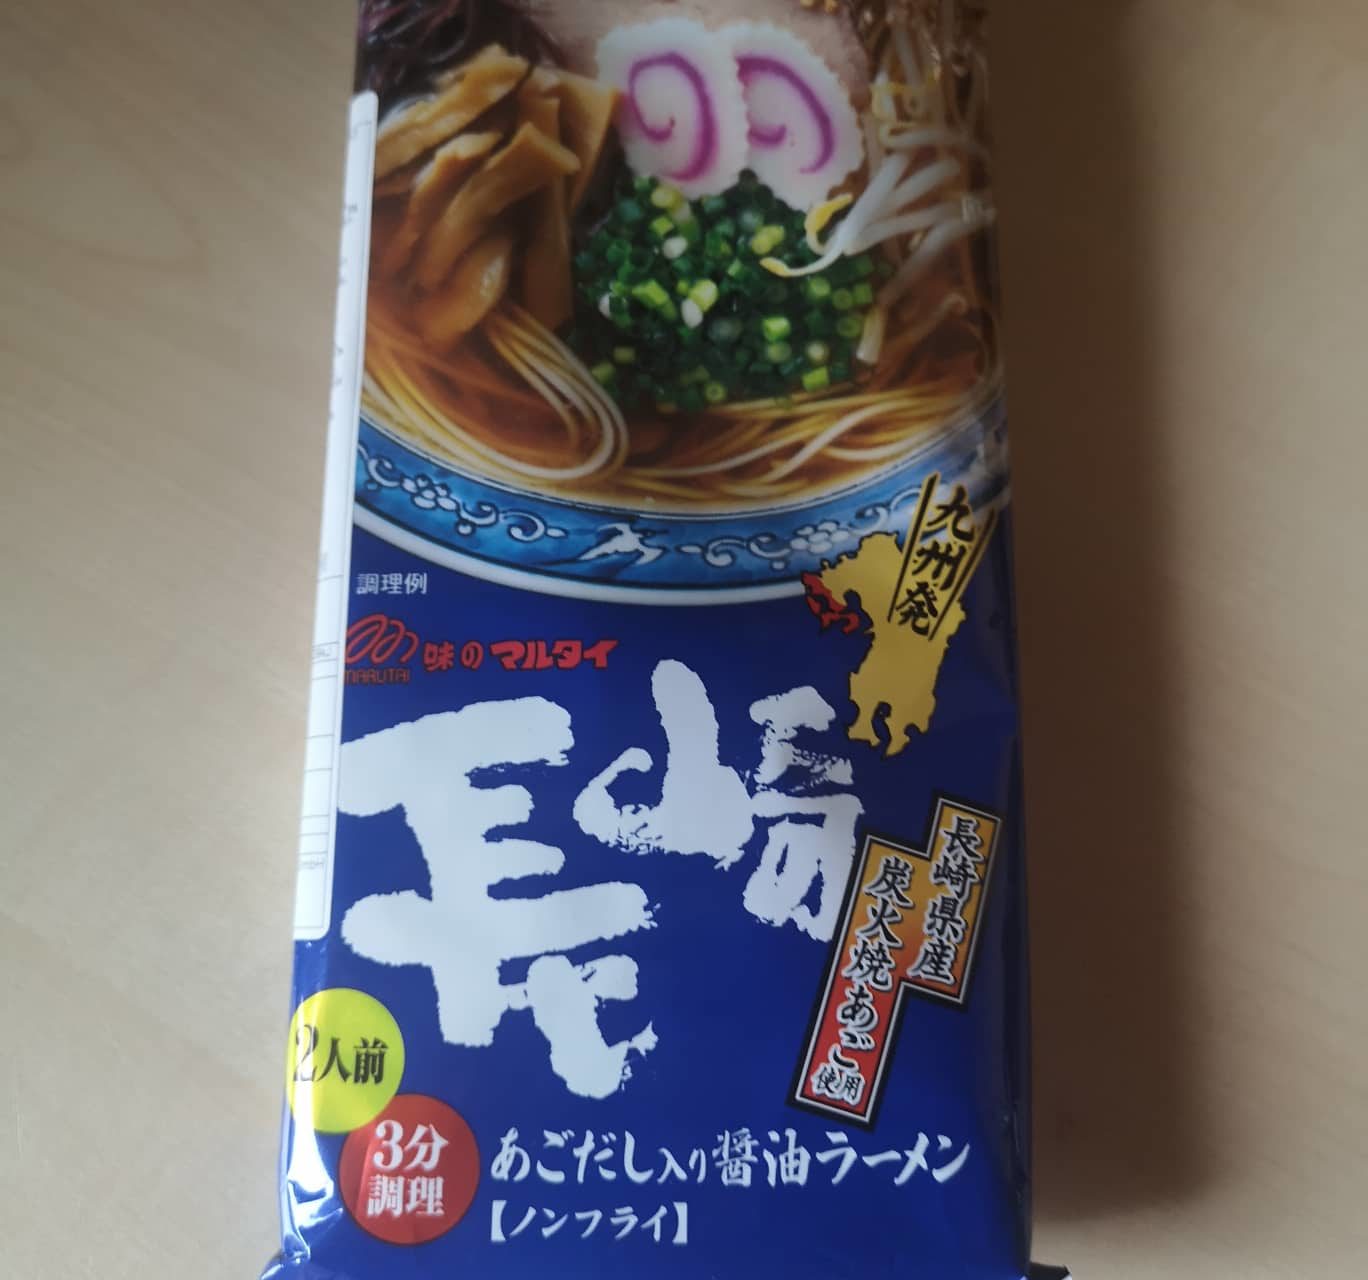 九州発
調理例
MARUTAI
味のマルタイ
長崎
長崎県産
炭火焼あご使用
2人前
3分
調理
あごだし入り醤油ラーメン
【ノンフライ】